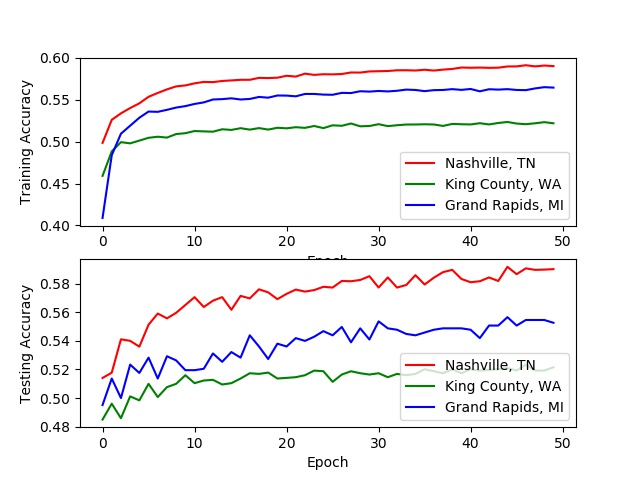 0.60
0.55
0.50
0.45
0.40
Training Accuracy
Nashville, TN
King County, WA
Grand Rapids, MI
0 10 20 30 40 50
Epoch
0.58
0.56
0.54
0.52
0.50
0.48
Testing Accuracy
Nashville, TN
King County, WA
Grand Rapids, MI
0 10 20 30 40 50
Epoch